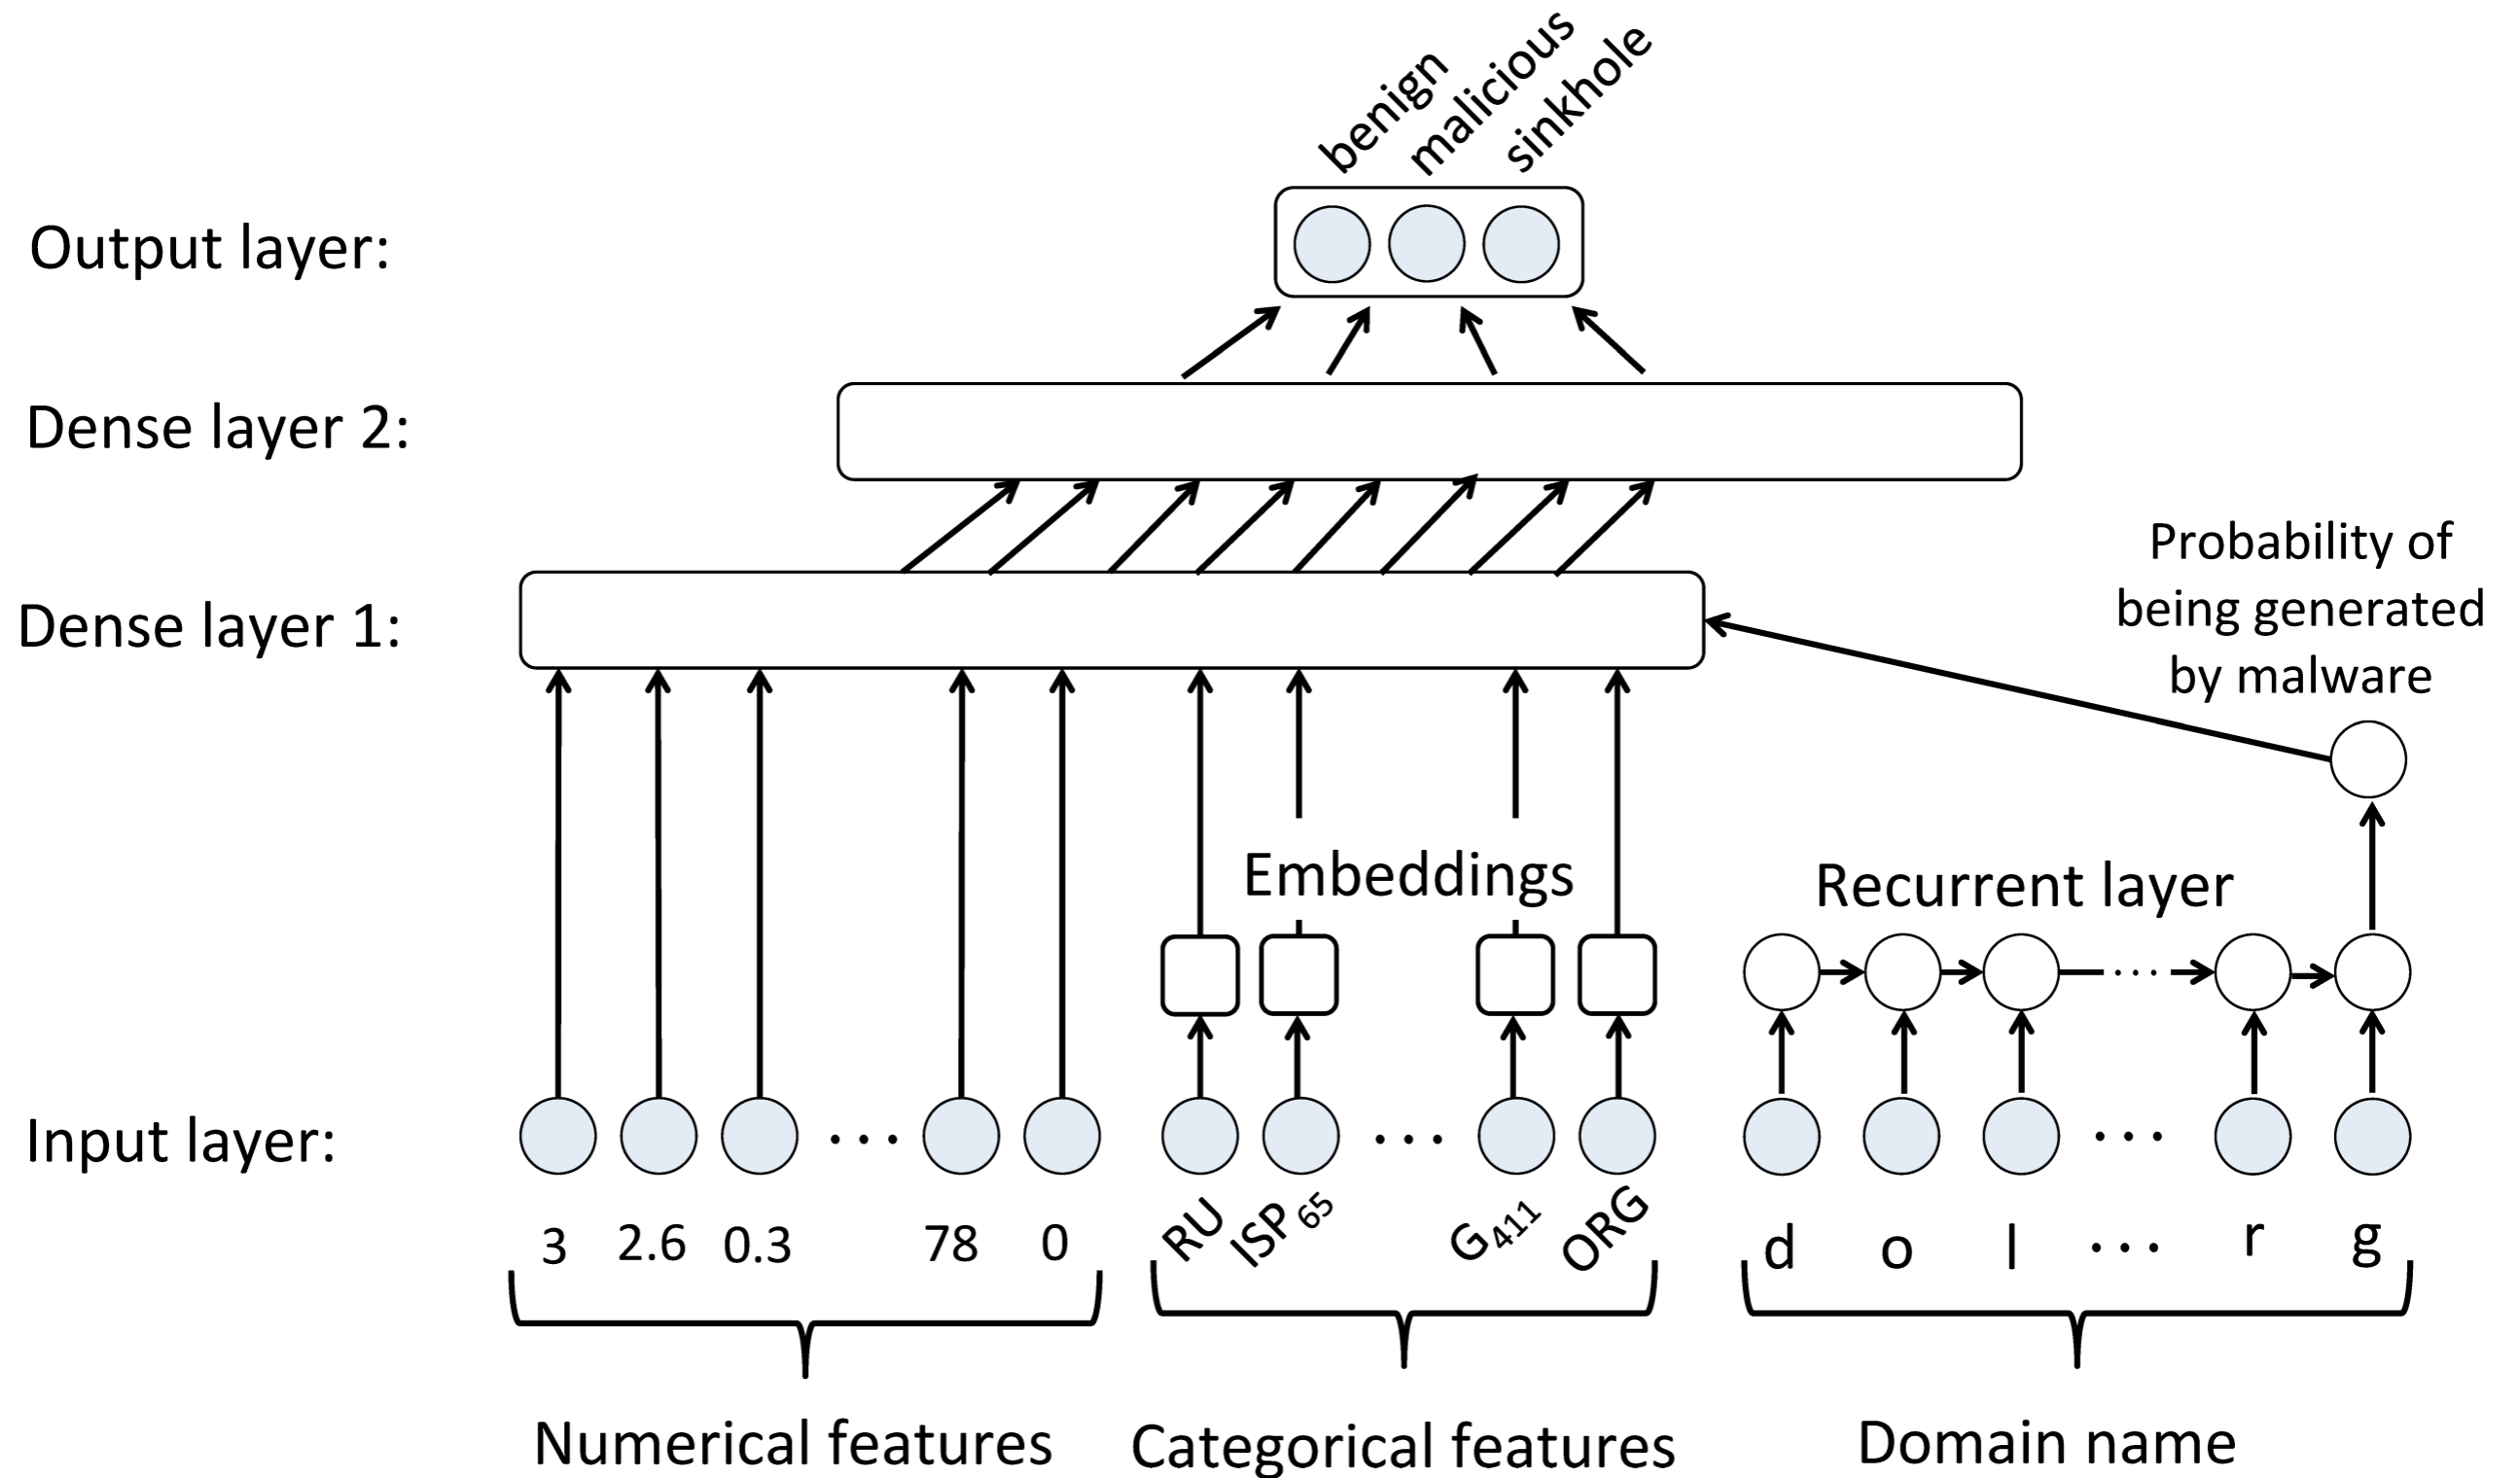 benign
malicious
sinkhole
Output layer:
Dense layer 2:
Probability of
being generated
by malware
Dense layer 1:
Embeddings
Recurrent layer
...
Input layer:
... ... ...
3 2.6 0.3 78 0 RU ISP 65 G411 ORG d o l ... r g
Numerical features Categorical features Domain name